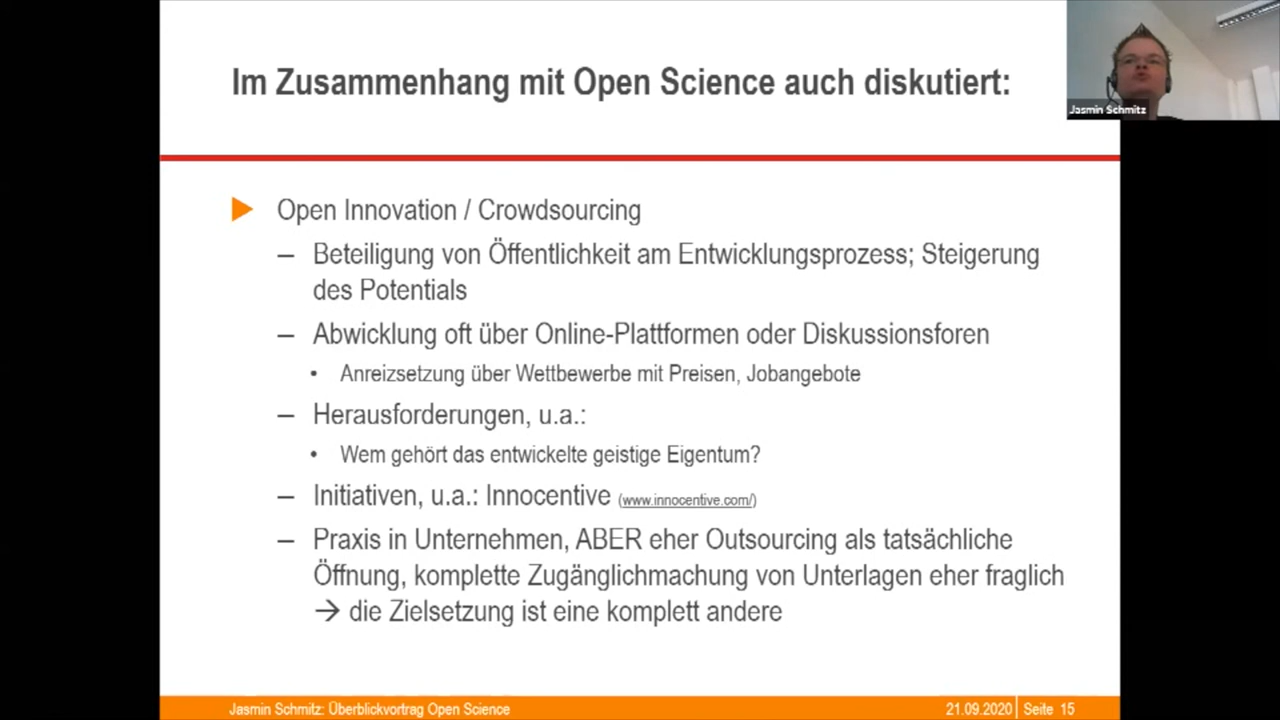 Im Zusammenhang mit Open Science auch diskutiert:
Jasmin Schmitz
Open Innovation / Crowdsourcing
– Beteiligung von Öffentlichkeit am Entwicklungsprozess; Steigerung
des Potentials
– Abwicklung oft über Online-Plattformen oder Diskussionsforen
• Anreizsetzung über Wettbewerbe mit Preisen, Jobangebote
– Herausforderungen, u.a.:
• Wem gehört das entwickelte geistige Eigentum?
– Initiativen, u.a.: Innocentive (www.innocentive.com/)
– Praxis in Unternehmen, ABER eher Outsourcing als tatsächliche
Öffnung, komplette Zugänglichmachung von Unterlagen eher fraglich
→ die Zielsetzung ist eine komplett andere
Jasmin Schmitz: Überblickvortrag Open Science 21.09.2020 | Seite 15